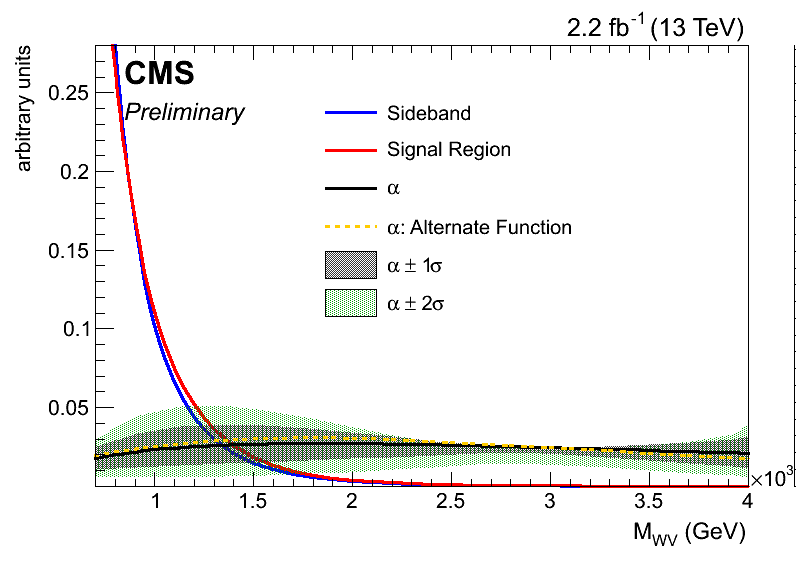 2.2 fb⁻¹ (13 TeV)
arbitrary units
CMS
Preliminary
Sideband
Signal Region
α
α: Alternate Function
α ± 1σ
α ± 2σ
0.25
0.2
0.15
0.1
0.05
1 1.5 2 2.5 3 3.5 4
×10³
M_WV (GeV)